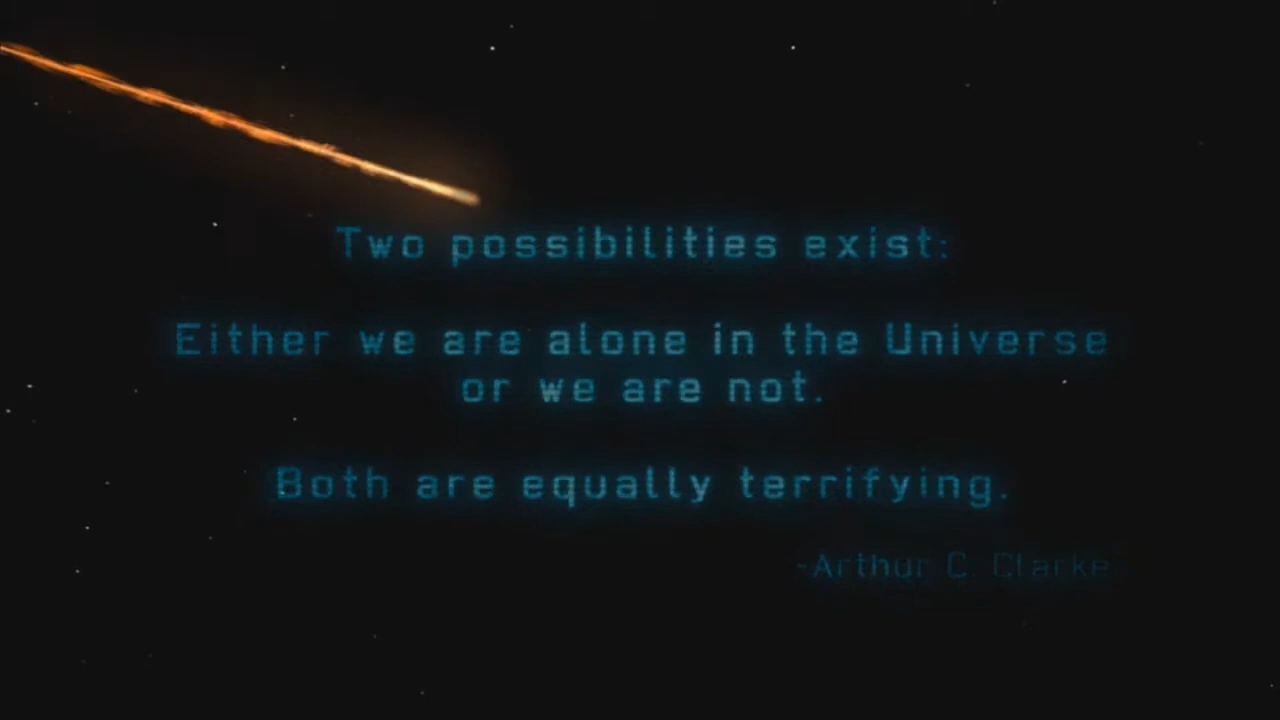 Two possibilities exist:
Either we are alone in the Universe
or we are not.
Both are equally terrifying.
-Arthur C. Clarke